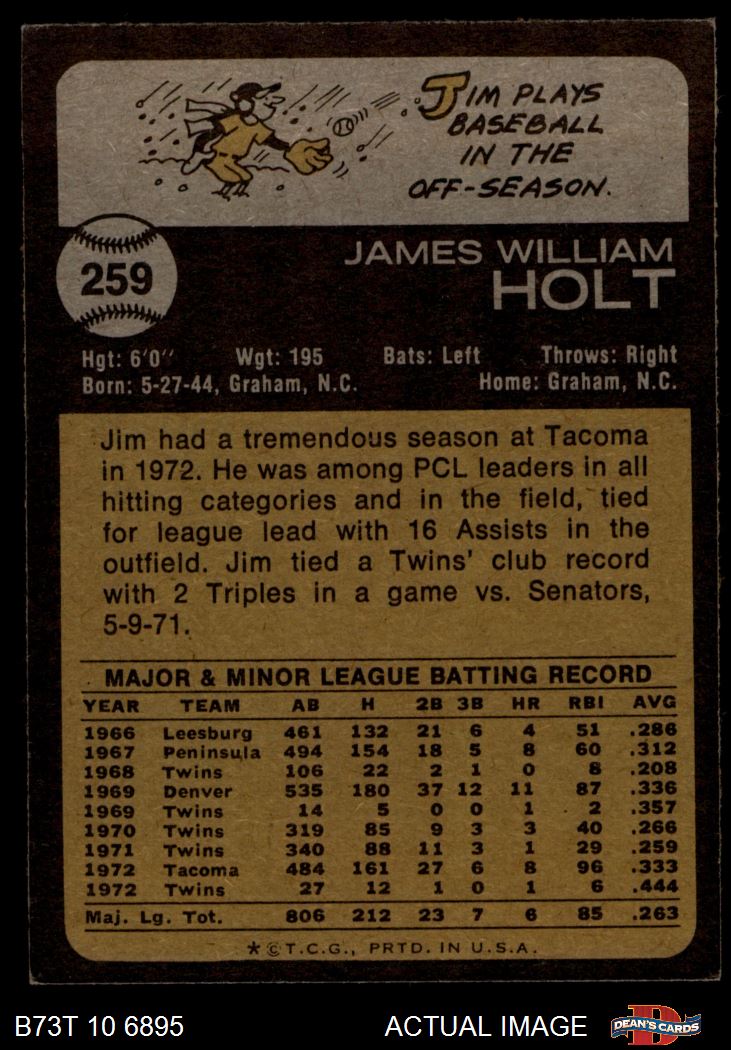 JIM PLAYS
BASEBALL
IN THE
OFF-SEASON.
259
JAMES WILLIAM
HOLT
Hgt: 6'0" Wgt: 195 Bats: Left Throws: Right
Born: 5-27-44, Graham, N.C. Home: Graham, N.C.
Jim had a tremendous season at Tacoma
in 1972. He was among PCL leaders in all
hitting categories and in the field, tied
for league lead with 16 Assists in the
outfield. Jim tied a Twins' club record
with 2 Triples in a game vs. Senators,
5-9-71.
MAJOR & MINOR LEAGUE BATTING RECORD
YEAR TEAM AB H 2B 3B HR RBI AVG
1966 Leesburg 461 132 21 6 4 51 .286
1967 Peninsula 494 154 18 5 8 60 .312
1968 Twins 106 22 2 1 0 8 .208
1969 Denver 535 180 37 12 11 87 .336
1969 Twins 14 5 0 0 1 2 .357
1970 Twins 319 85 9 3 3 40 .266
1971 Twins 340 88 11 3 1 29 .259
1972 Tacoma 484 161 27 6 8 96 .333
1972 Twins 27 12 1 0 1 6 .444
Maj. Lg. Tot. 806 212 23 7 6 85 .263
*© T.C.G., PRTD. IN U.S.A.
B73T 10 6895 ACTUAL IMAGE
D
DEAN'S CARDS